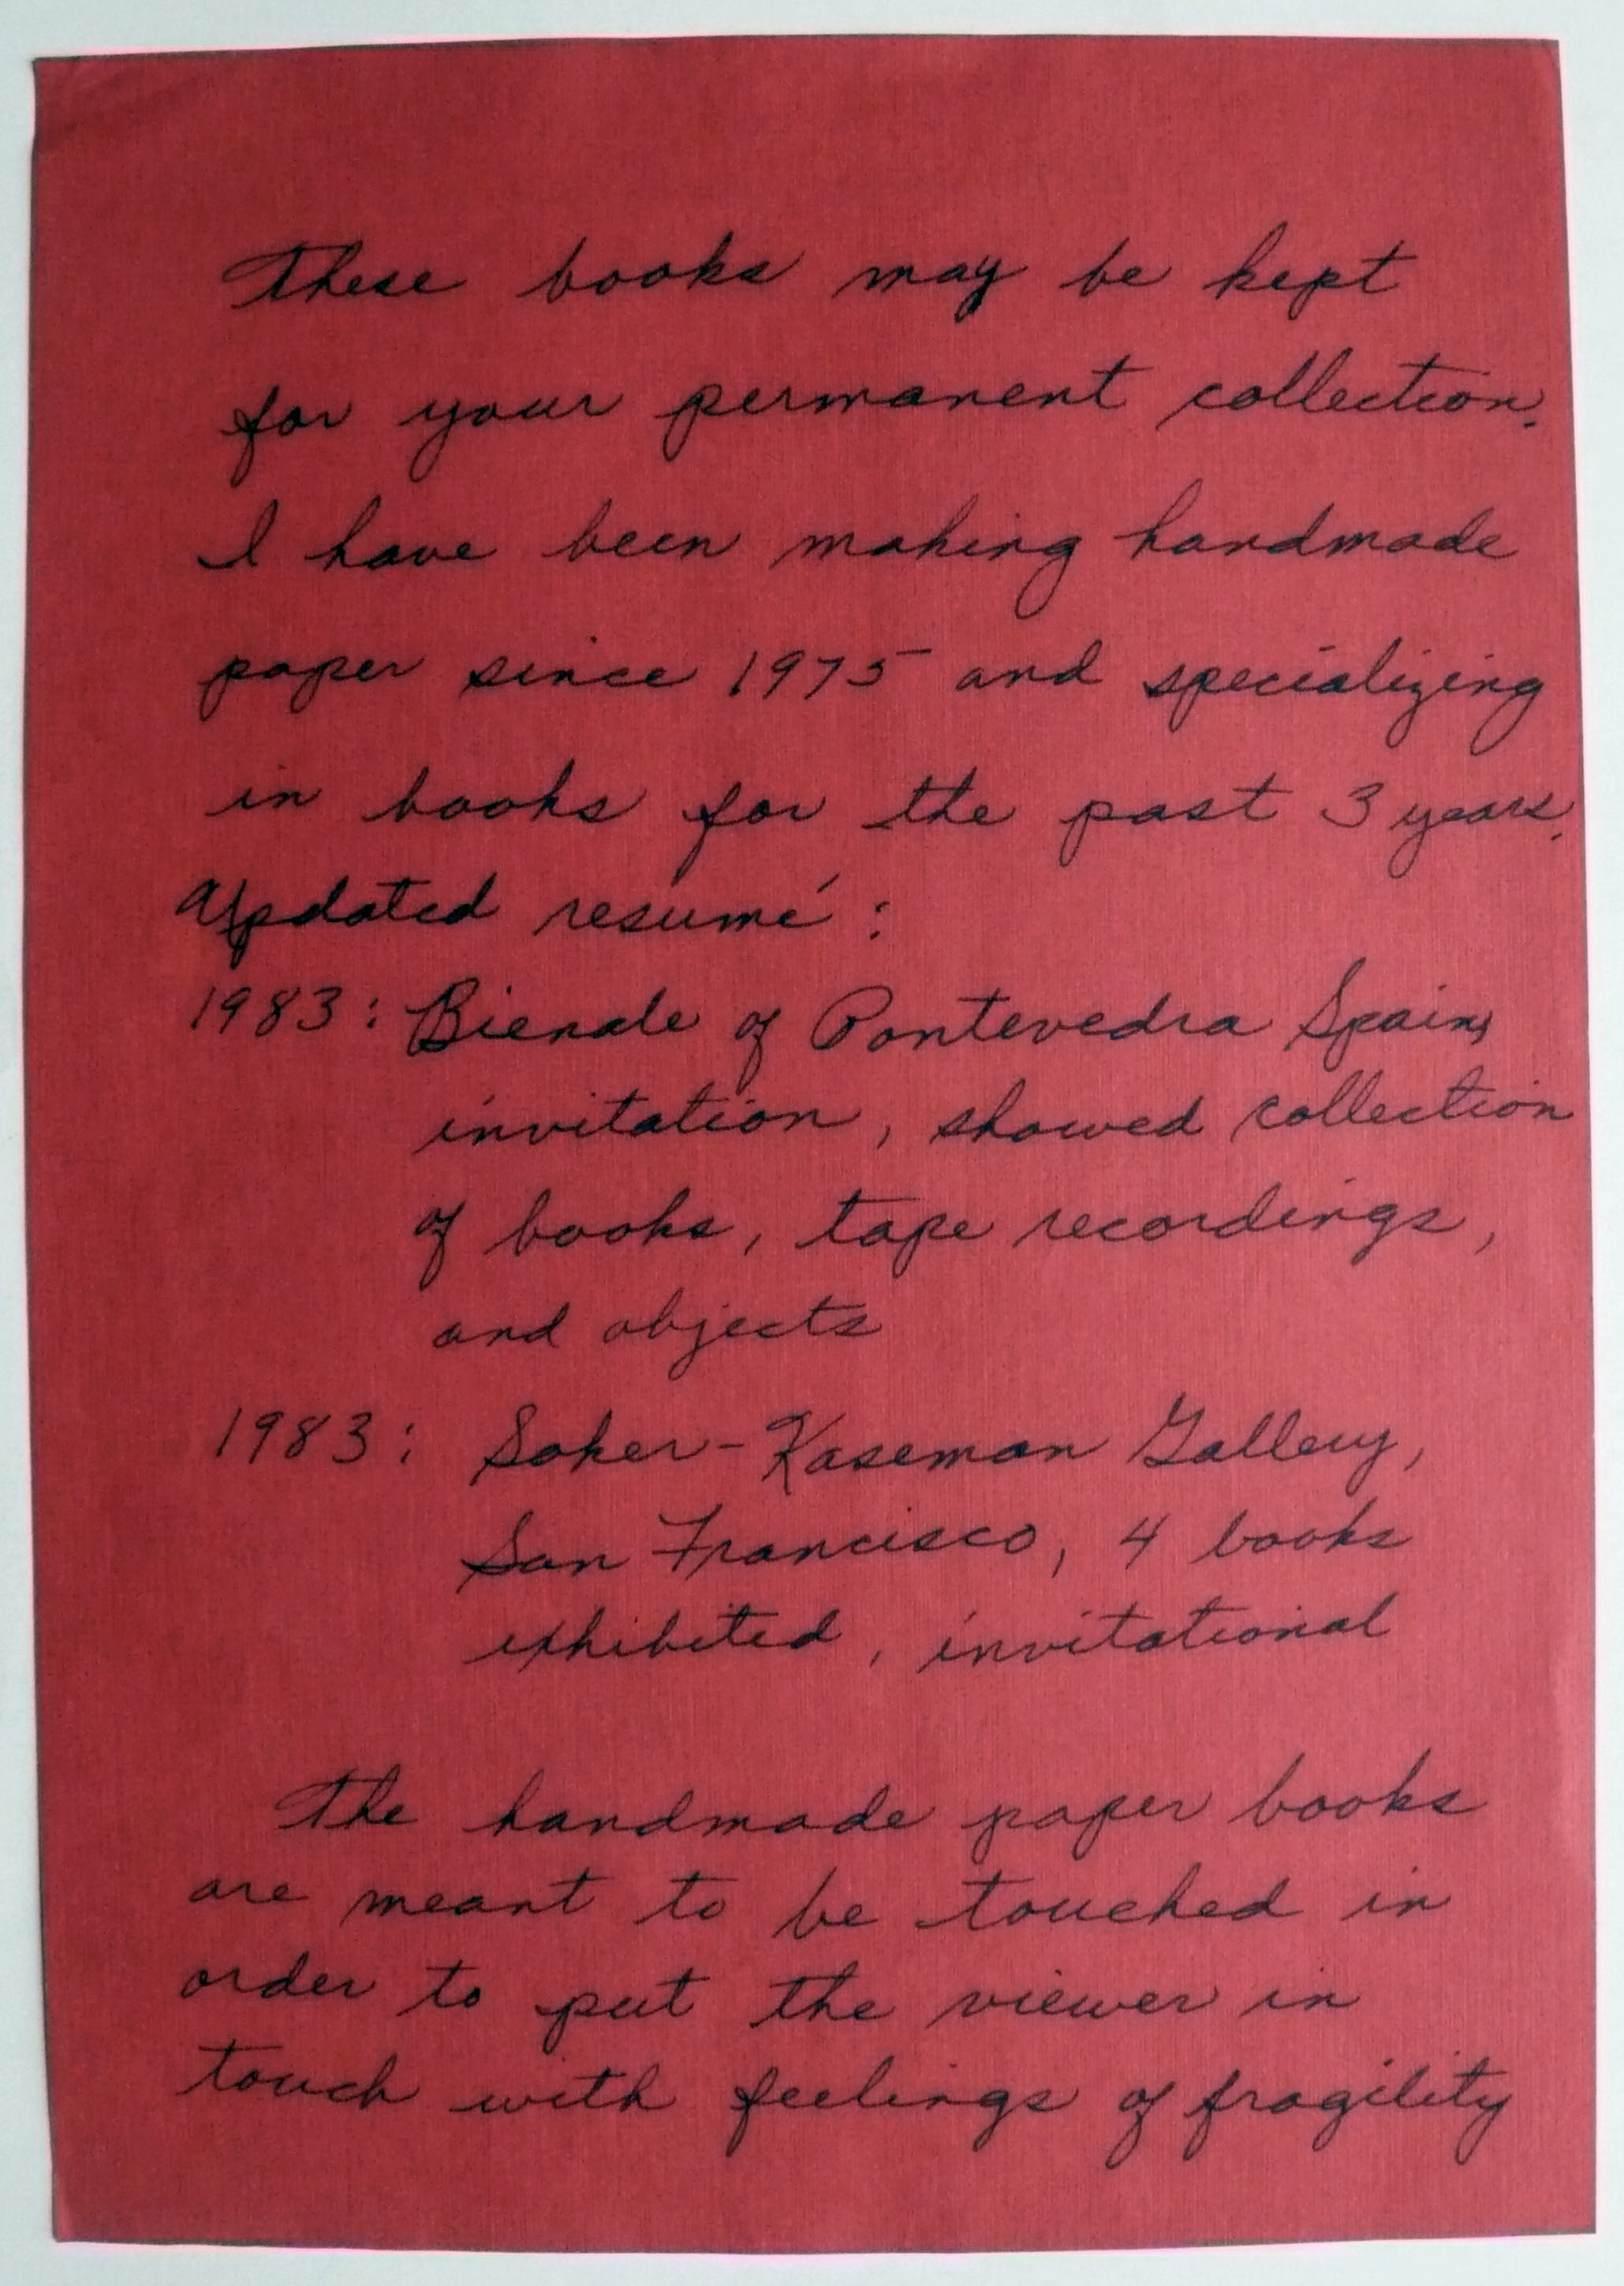 These books may be kept
for your permanent collection.
I have been making handmade
paper since 1975 and specializing
in books for the past 3 years.
Updated resumé:
1983: Bienale of Pontevedra Spain,
invitation, showed collection
of books, tape recordings,
and objects
1983: Soker-Kaseman Gallery,
San Francisco, 4 books
exhibited, invitational
The handmade paper books
are meant to be touched in
order to put the viewer in
touch with feelings of fragility